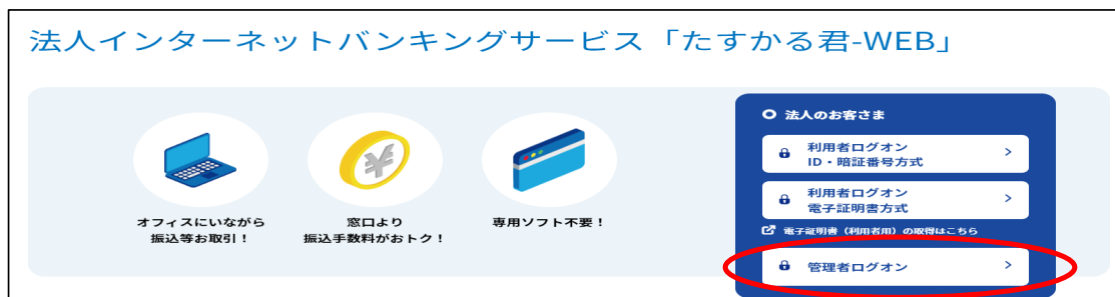 法人インターネットバンキングサービス「たすかる君-WEB」
オフィスにいながら
振込等お取引！
窓口より
振込手数料がおトク！
専用ソフト不要！
法人のお客さま
利用者ログオン
ID・暗証番号方式
利用者ログオン
電子証明書方式
電子証明書（利用者用）の取得はこちら
管理者ログオン